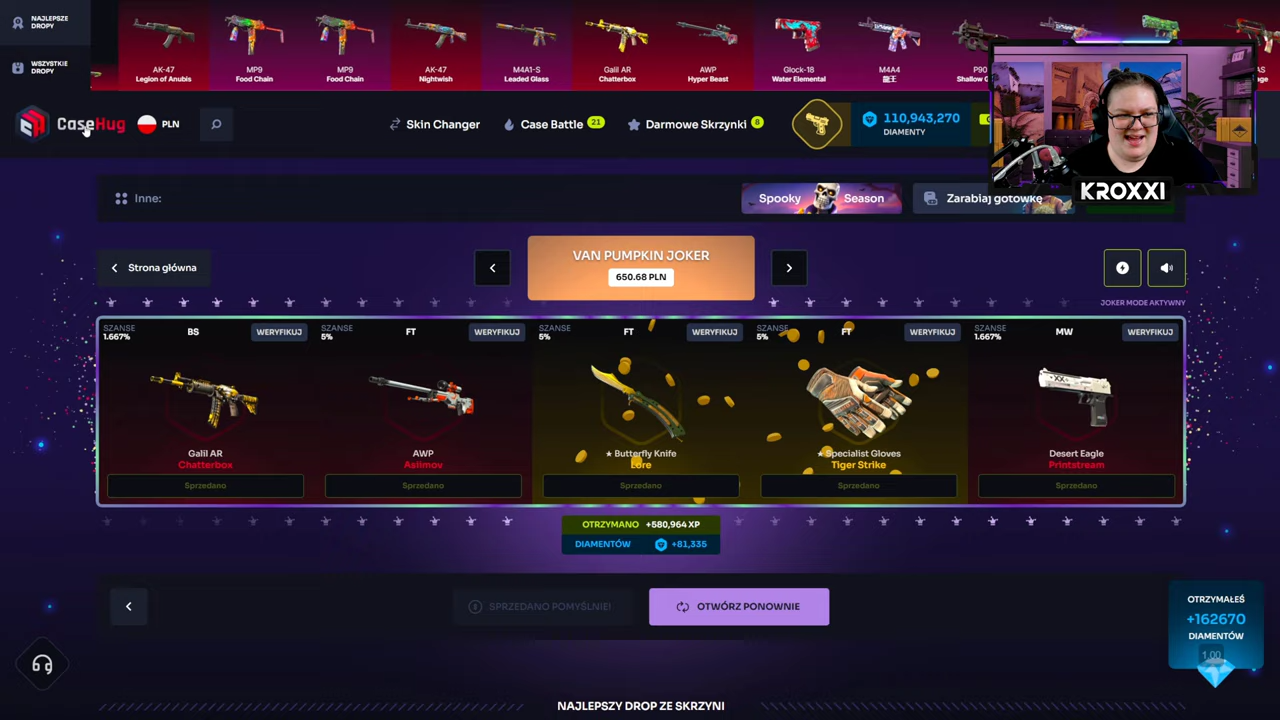 NAJLEPSZE
DROPY
WSZYSTKIE
DROPY
AK-47
Legion of Anubis
MP9
Food Chain
MP9
Food Chain
AK-47
Nightwish
M4A1-S
Leaded Glass
Galil AR
Chatterbox
AWP
Hyper Beast
Glock-18
Water Elemental
M4A4
龍王
P90
Shallow G
CaseHug
PLN
Skin Changer
Case Battle 21
Darmowe Skrzynki 8
110,943,270
DIAMENTY
KROXXI
Inne:
Spooky Season
Zarabiaj gotówkę
Strona główna
VAN PUMPKIN JOKER
650.68 PLN
JOKER MODE AKTYWNY
SZANSE
1.667%
BS
WERYFIKUJ
Galil AR
Chatterbox
Sprzedano
SZANSE
5%
FT
WERYFIKUJ
AWP
Asiimov
Sprzedano
SZANSE
5%
FT
WERYFIKUJ
★ Butterfly Knife
Lore
Sprzedano
SZANSE
5%
FT
WERYFIKUJ
★ Specialist Gloves
Tiger Strike
Sprzedano
SZANSE
1.667%
MW
WERYFIKUJ
Desert Eagle
Printstream
Sprzedano
OTRZYMANO +580,964 XP
DIAMENTÓW +81,335
SPRZEDANO POMYŚLNIE!
OTWÓRZ PONOWNIE
OTRZYMAŁEŚ
+162670
DIAMENTÓW
1.00
NAJLEPSZY DROP ZE SKRZYNI